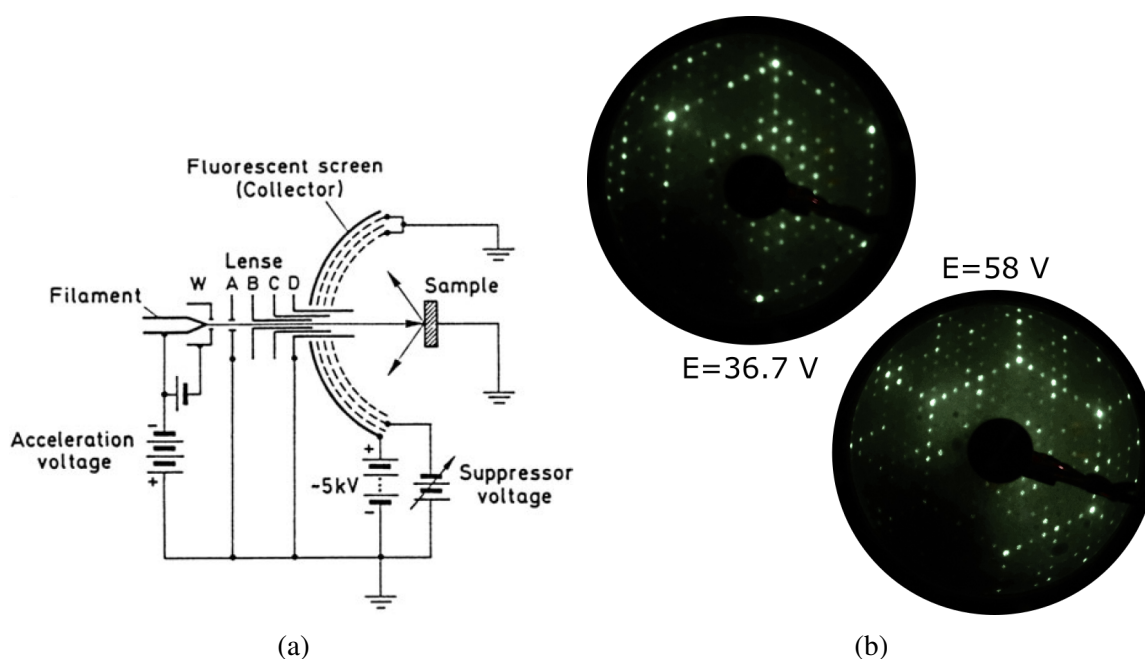 Fluorescent screen
(Collector)
Lense
W A B C D
Filament
Sample
Acceleration
voltage
-
+
+
~5kV
-
Suppressor
voltage
E=36.7 V
E=58 V
(a)
(b)